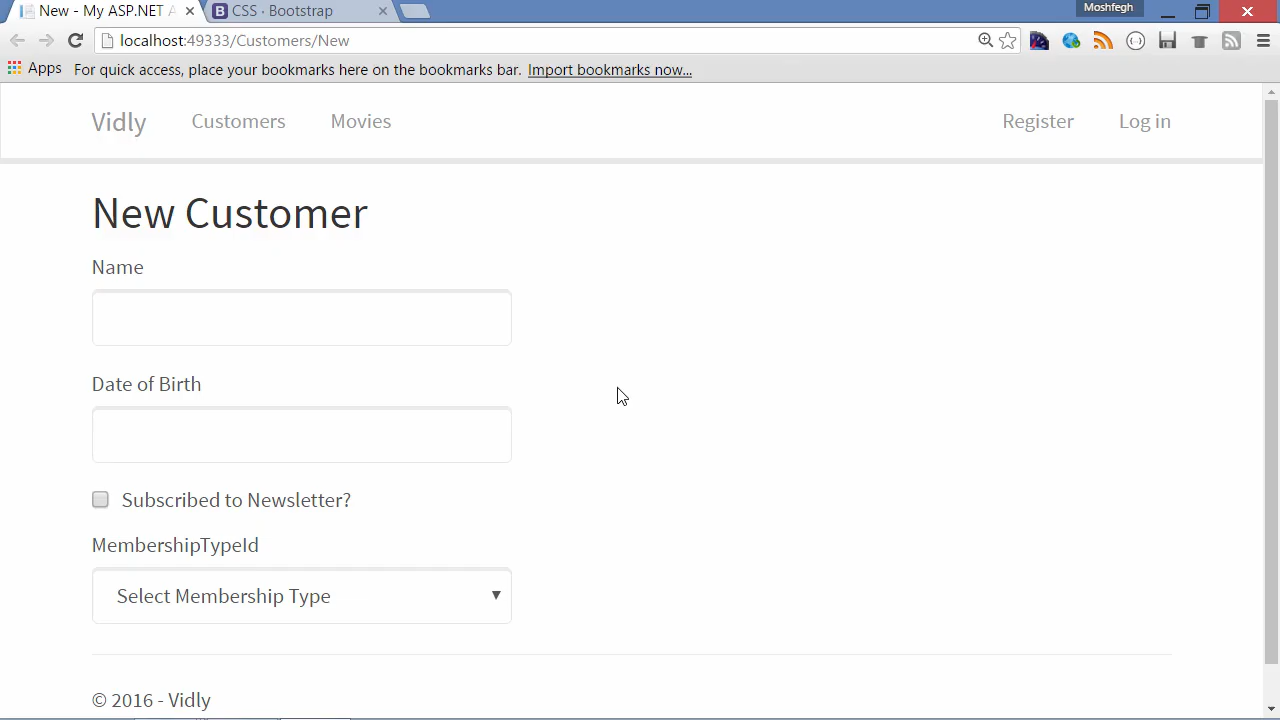 New - My ASP.NET A
CSS · Bootstrap
Moshfegh
localhost:49333/Customers/New
Apps
For quick access, place your bookmarks here on the bookmarks bar. Import bookmarks now...
Vidly
Customers
Movies
Register
Log in
New Customer
Name
Date of Birth
Subscribed to Newsletter?
MembershipTypeId
Select Membership Type
© 2016 - Vidly